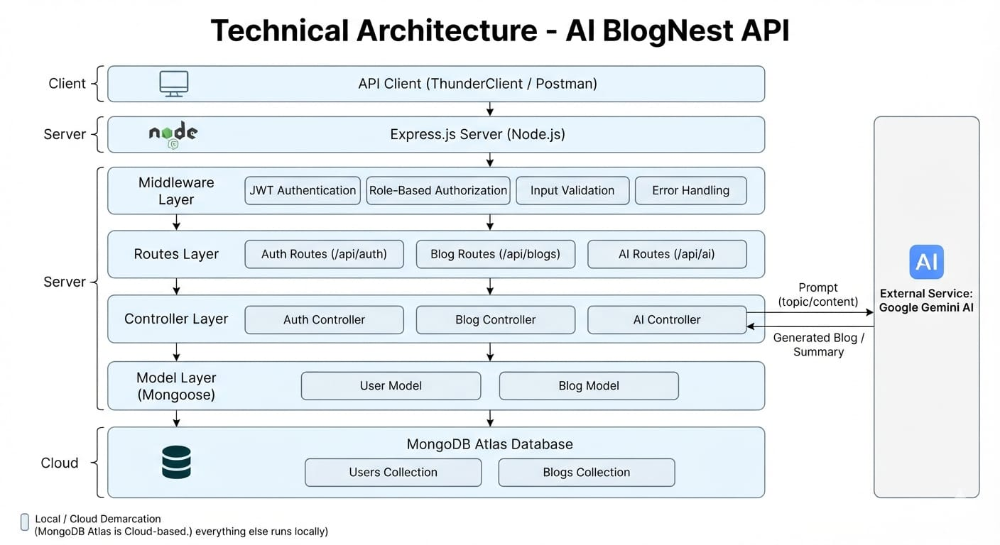 Technical Architecture - AI BlogNest API
Client
API Client (ThunderClient / Postman)
Server
node
Express.js Server (Node.js)
Server
Middleware
Layer
JWT Authentication
Role-Based Authorization
Input Validation
Error Handling
Routes Layer
Auth Routes (/api/auth)
Blog Routes (/api/blogs)
AI Routes (/api/ai)
Controller Layer
Auth Controller
Blog Controller
AI Controller
Prompt
(topic/content)
Generated Blog /
Summary
AI
External Service:
Google Gemini AI
Model Layer
(Mongoose)
User Model
Blog Model
Cloud
MongoDB Atlas Database
Users Collection
Blogs Collection
Local / Cloud Demarcation
(MongoDB Atlas is Cloud-based.) everything else runs locally)